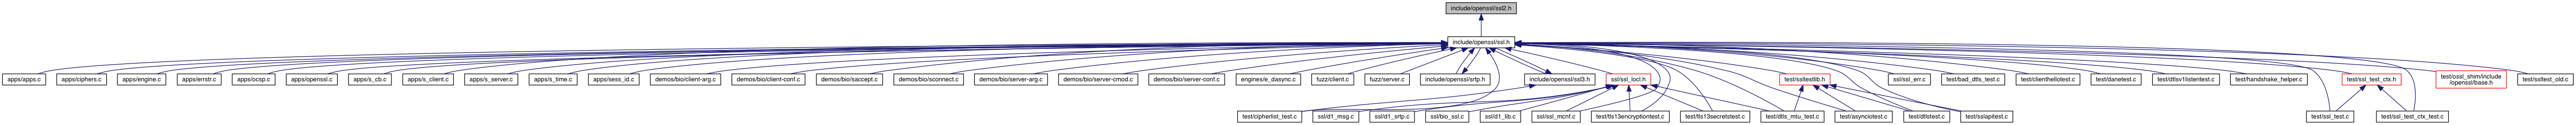 include/openssl/ssl2.h
include/openssl/ssl.h
apps/apps.c
apps/ciphers.c
apps/engine.c
apps/errstr.c
apps/ocsp.c
apps/openssl.c
apps/s_cb.c
apps/s_client.c
apps/s_server.c
apps/s_time.c
apps/sess_id.c
demos/bio/client-arg.c
demos/bio/client-conf.c
demos/bio/saccept.c
demos/bio/sconnect.c
demos/bio/server-arg.c
demos/bio/server-cmod.c
demos/bio/server-conf.c
engines/e_dasync.c
fuzz/client.c
fuzz/server.c
include/openssl/srtp.h
include/openssl/ssl3.h
ssl/ssl_locl.h
test/ssltestlib.h
ssl/ssl_err.c
test/bad_dtls_test.c
test/clienthellotest.c
test/danetest.c
test/dtlsv1listentest.c
test/handshake_helper.c
test/ssl_test_ctx.h
test/ossl_shim/include
/openssl/base.h
test/ssltest_old.c
test/cipherlist_test.c
ssl/d1_msg.c
ssl/d1_srtp.c
ssl/bio_ssl.c
ssl/d1_lib.c
ssl/ssl_mcnf.c
test/tls13encryptiontest.c
test/tls13secretstest.c
test/dtls_mtu_test.c
test/asynciotest.c
test/dtlstest.c
test/sslapitest.c
test/ssl_test.c
test/ssl_test_ctx_test.c